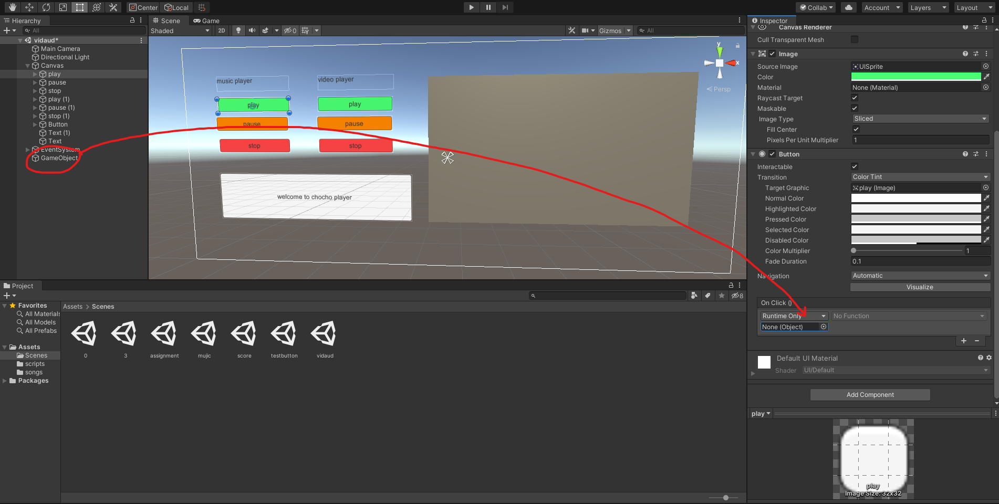 Center
Local
Collab
Account
Layers
Layout
Hierarchy
All
vidaud*
Main Camera
Directional Light
Canvas
play
pause
stop
play (1)
pause (1)
stop (1)
Button
Text (1)
Text
EventSystem
GameObject
Scene
Game
Shaded
2D
0
Gizmos
All
y
x
Persp
music player
video player
play
play
pause
pause
stop
stop
welcome to chocho player
Inspector
Canvas Renderer
Cull Transparent Mesh
Image
Source Image
UISprite
Color
Material
None (Material)
Raycast Target
Maskable
Image Type
Sliced
Fill Center
Pixels Per Unit Multiplier
1
Button
Interactable
Transition
Color Tint
Target Graphic
play (Image)
Normal Color
Highlighted Color
Pressed Color
Selected Color
Disabled Color
Color Multiplier
1
Fade Duration
0.1
Navigation
Automatic
Visualize
On Click ()
Runtime Only
No Function
None (Object)
Default UI Material
Shader
UI/Default
Add Component
play
play
Image Size: 32x32
Project
8
Favorites
All Materials
All Models
All Prefabs
Assets
Scenes
scripts
songs
Packages
Assets > Scenes
0
3
assignment
mujic
score
testbutton
vidaud